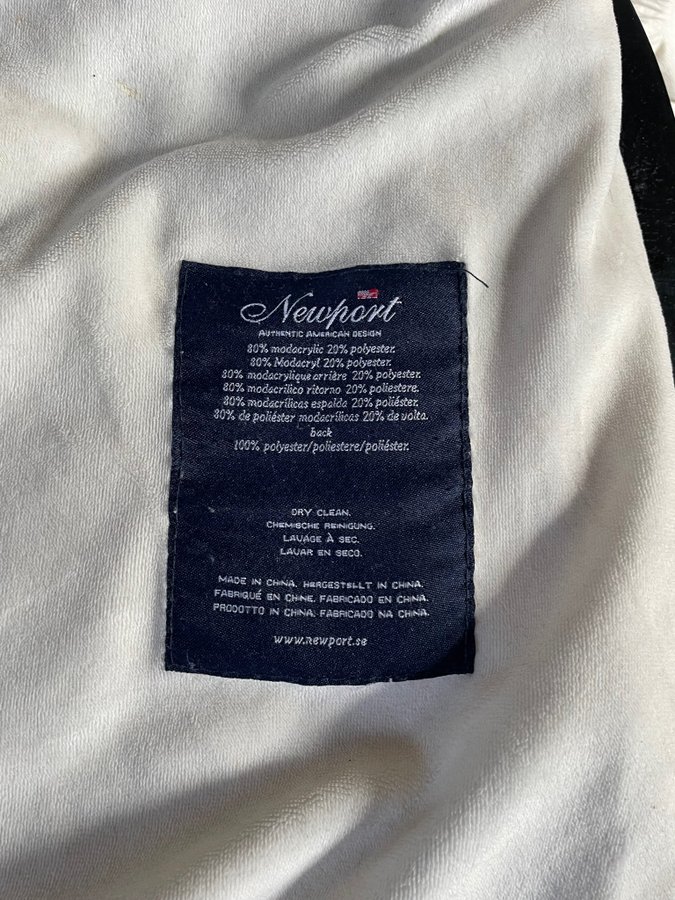 Newport
AUTHENTIC AMERICAN DESIGN
80% modacrylic 20% polyester.
80% Modacryl 20% polyester.
80% modacrylique arrière 20% polyester.
80% modacrilico ritorno 20% poliestere.
80% modacrílicas espalda 20% poliéster.
80% de poliéster modacrílicas 20% de volta.
back
100% polyester/poliestere/poliéster.
DRY CLEAN.
CHEMISCHE REINIGUNG.
LAVAGE À SEC.
LAVAR EN SECO.
MADE IN CHINA. HERGESTELLT IN CHINA.
FABRIQUÉ EN CHINE. FABRICADO EN CHINA.
PRODOTTO IN CHINA. FABRICADO NA CHINA.
www.newport.se